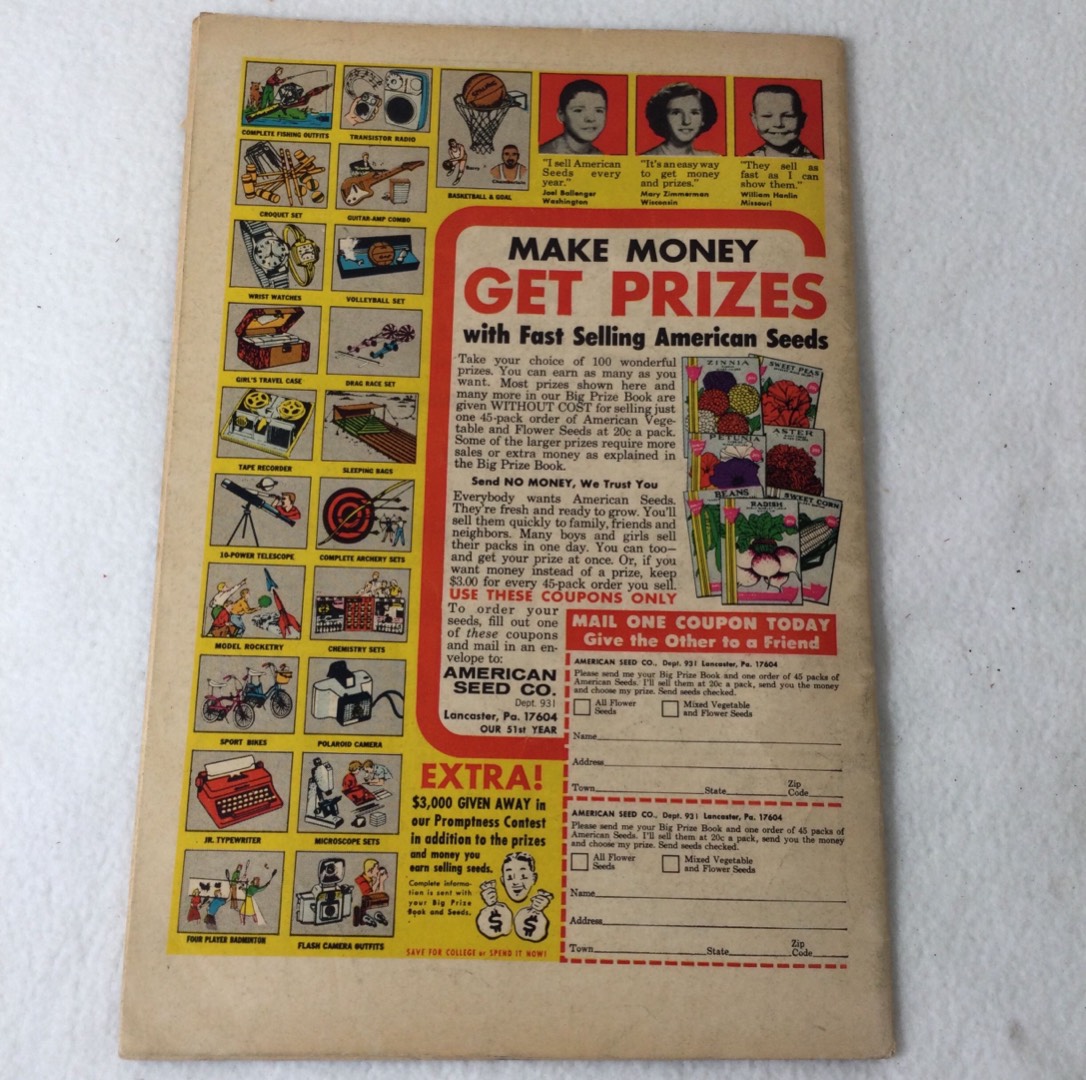 COMPLETE FISHING OUTFITS
TRANSISTOR RADIO
SPALDING
Barry
Chamberlain
BASKETBALL & GOAL
CROQUET SET
GUITAR-AMP COMBO
WRIST WATCHES
VOLLEYBALL SET
GIRL'S TRAVEL CASE
DRAG RACE SET
TAPE RECORDER
SLEEPING BAGS
10-POWER TELESCOPE
COMPLETE ARCHERY SETS
MODEL ROCKETRY
CHEMISTRY SETS
SPORT BIKES
POLAROID CAMERA
JR. TYPEWRITER
MICROSCOPE SETS
FOUR PLAYER BADMINTON
FLASH CAMERA OUTFITS
"I sell American
Seeds every
year."
Joel Ballenger
Washington
"It's an easy way
to get money
and prizes."
Mary Zimmerman
Wisconsin
"They sell as
fast as I can
show them."
William Hanlin
Missouri
MAKE MONEY
GET PRIZES
with Fast Selling American Seeds
Take your choice of 100 wonderful
prizes. You can earn as many as you
want. Most prizes shown here and
many more in our Big Prize Book are
given WITHOUT COST for selling just
one 45-pack order of American Vege-
table and Flower Seeds at 20c a pack.
Some of the larger prizes require more
sales or extra money as explained in
the Big Prize Book.
Send NO MONEY, We Trust You
Everybody wants American Seeds.
They're fresh and ready to grow. You'll
sell them quickly to family, friends and
neighbors. Many boys and girls sell
their packs in one day. You can too—
and get your prize at once. Or, if you
want money instead of a prize, keep
$3.00 for every 45-pack order you sell.
USE THESE COUPONS ONLY
To order your
seeds, fill out one
of these coupons
and mail in an en-
velope to:
AMERICAN
SEED CO.
Dept. 931
Lancaster, Pa. 17604
OUR 51ST YEAR
ZINNIA
SWEET PEAS
PETUNIA
ASTER
BEANS
RADISH
SWEET CORN
MAIL ONE COUPON TODAY
Give the Other to a Friend
AMERICAN SEED CO., Dept. 931 Lancaster, Pa. 17604
Please send me your Big Prize Book and one order of 45 packs of
American Seeds. I'll sell them at 20c a pack, send you the money
and choose my prize. Send seeds checked.
All Flower
Seeds
Mixed Vegetable
and Flower Seeds
Name
Address
Town State Zip Code
AMERICAN SEED CO., Dept. 931 Lancaster, Pa. 17604
Please send me your Big Prize Book and one order of 45 packs of
American Seeds. I'll sell them at 20c a pack, send you the money
and choose my prize. Send seeds checked.
All Flower
Seeds
Mixed Vegetable
and Flower Seeds
Name
Address
Town State Zip Code
EXTRA!
$3,000 GIVEN AWAY in
our Promptness Contest
in addition to the prizes
and money you
earn selling seeds.
Complete informa-
tion is sent with
your Big Prize
Book and Seeds.
$ $
SAVE FOR COLLEGE or SPEND IT NOW!